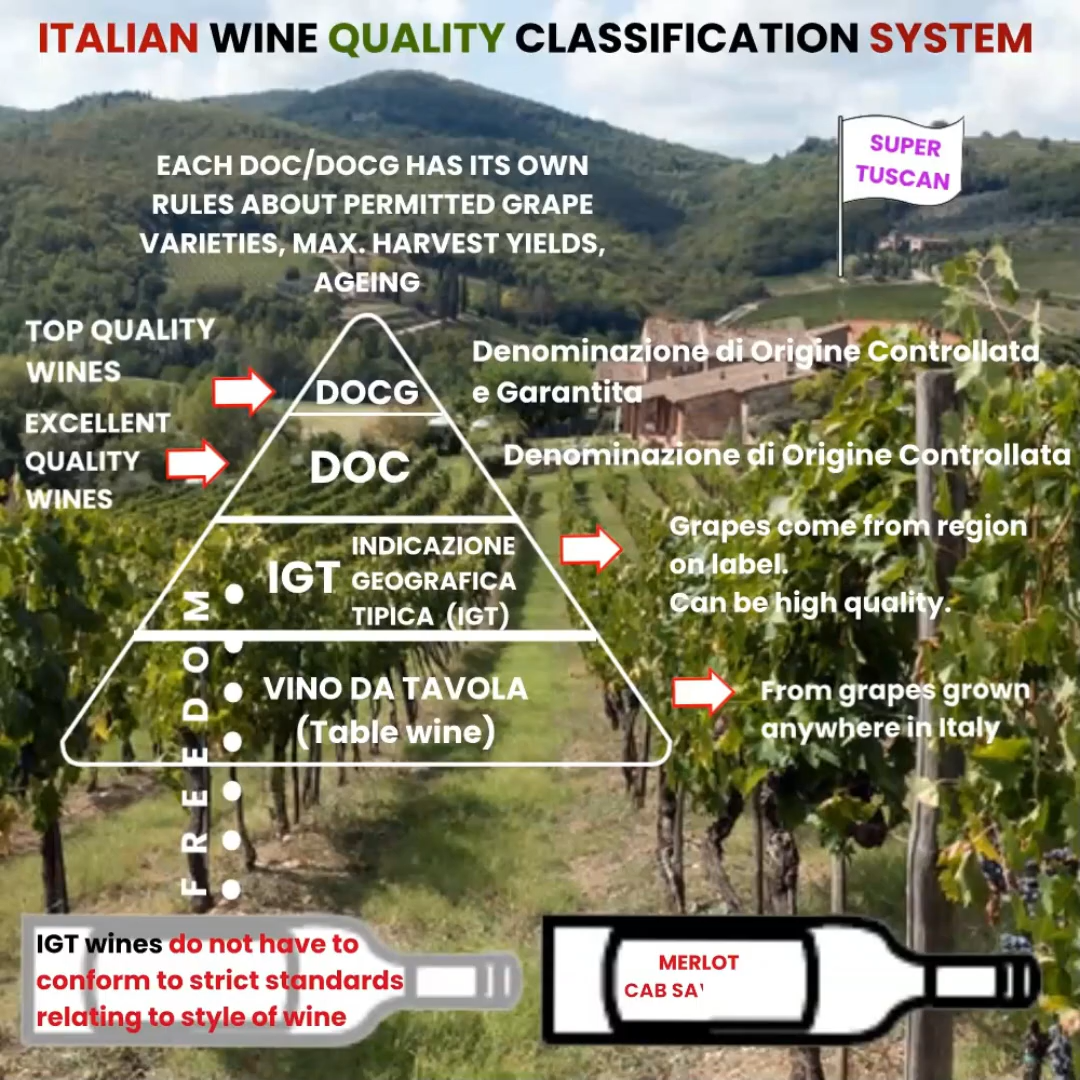 ITALIAN WINE QUALITY CLASSIFICATION SYSTEM
SUPER
TUSCAN
EACH DOC/DOCG HAS ITS OWN
RULES ABOUT PERMITTED GRAPE
VARIETIES, MAX. HARVEST YIELDS,
AGEING
TOP QUALITY
WINES
DOCG
Denominazione di Origine Controllata
e Garantita
EXCELLENT
QUALITY
WINES
DOC
Denominazione di Origine Controllata
IGT
INDICAZIONE
GEOGRAFICA
TIPICA (IGT)
Grapes come from region
on label.
Can be high quality.
VINO DA TAVOLA
(Table wine)
From grapes grown
anywhere in Italy
FREEDOM
IGT wines do not have to
conform to strict standards
relating to style of wine
MERLOT
CAB SA